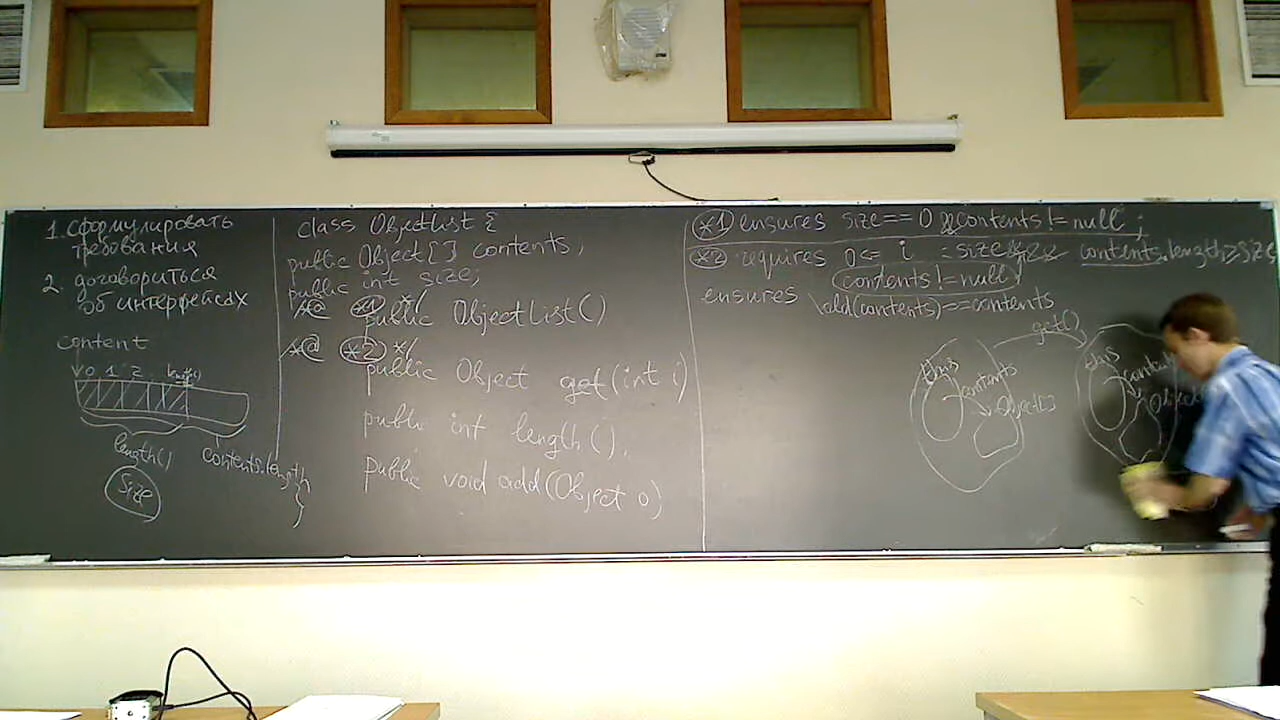 1. сформулировать
требования
2. договориться
об интерфейсах
content
0 1 2
length()
contents.length
size
class ObjectList {
public Object[] contents;
public int size;
/*@ *1 */
public ObjectList()
*@ *2 */
public Object get(int i)
public int length();
public void add(Object o)
}
*1 ensures size==0 && contents != null;
*2 requires 0<= i size && contents.length≥size
contents != null
ensures \old(contents)==contents
get()
this
contents
Object[]
this